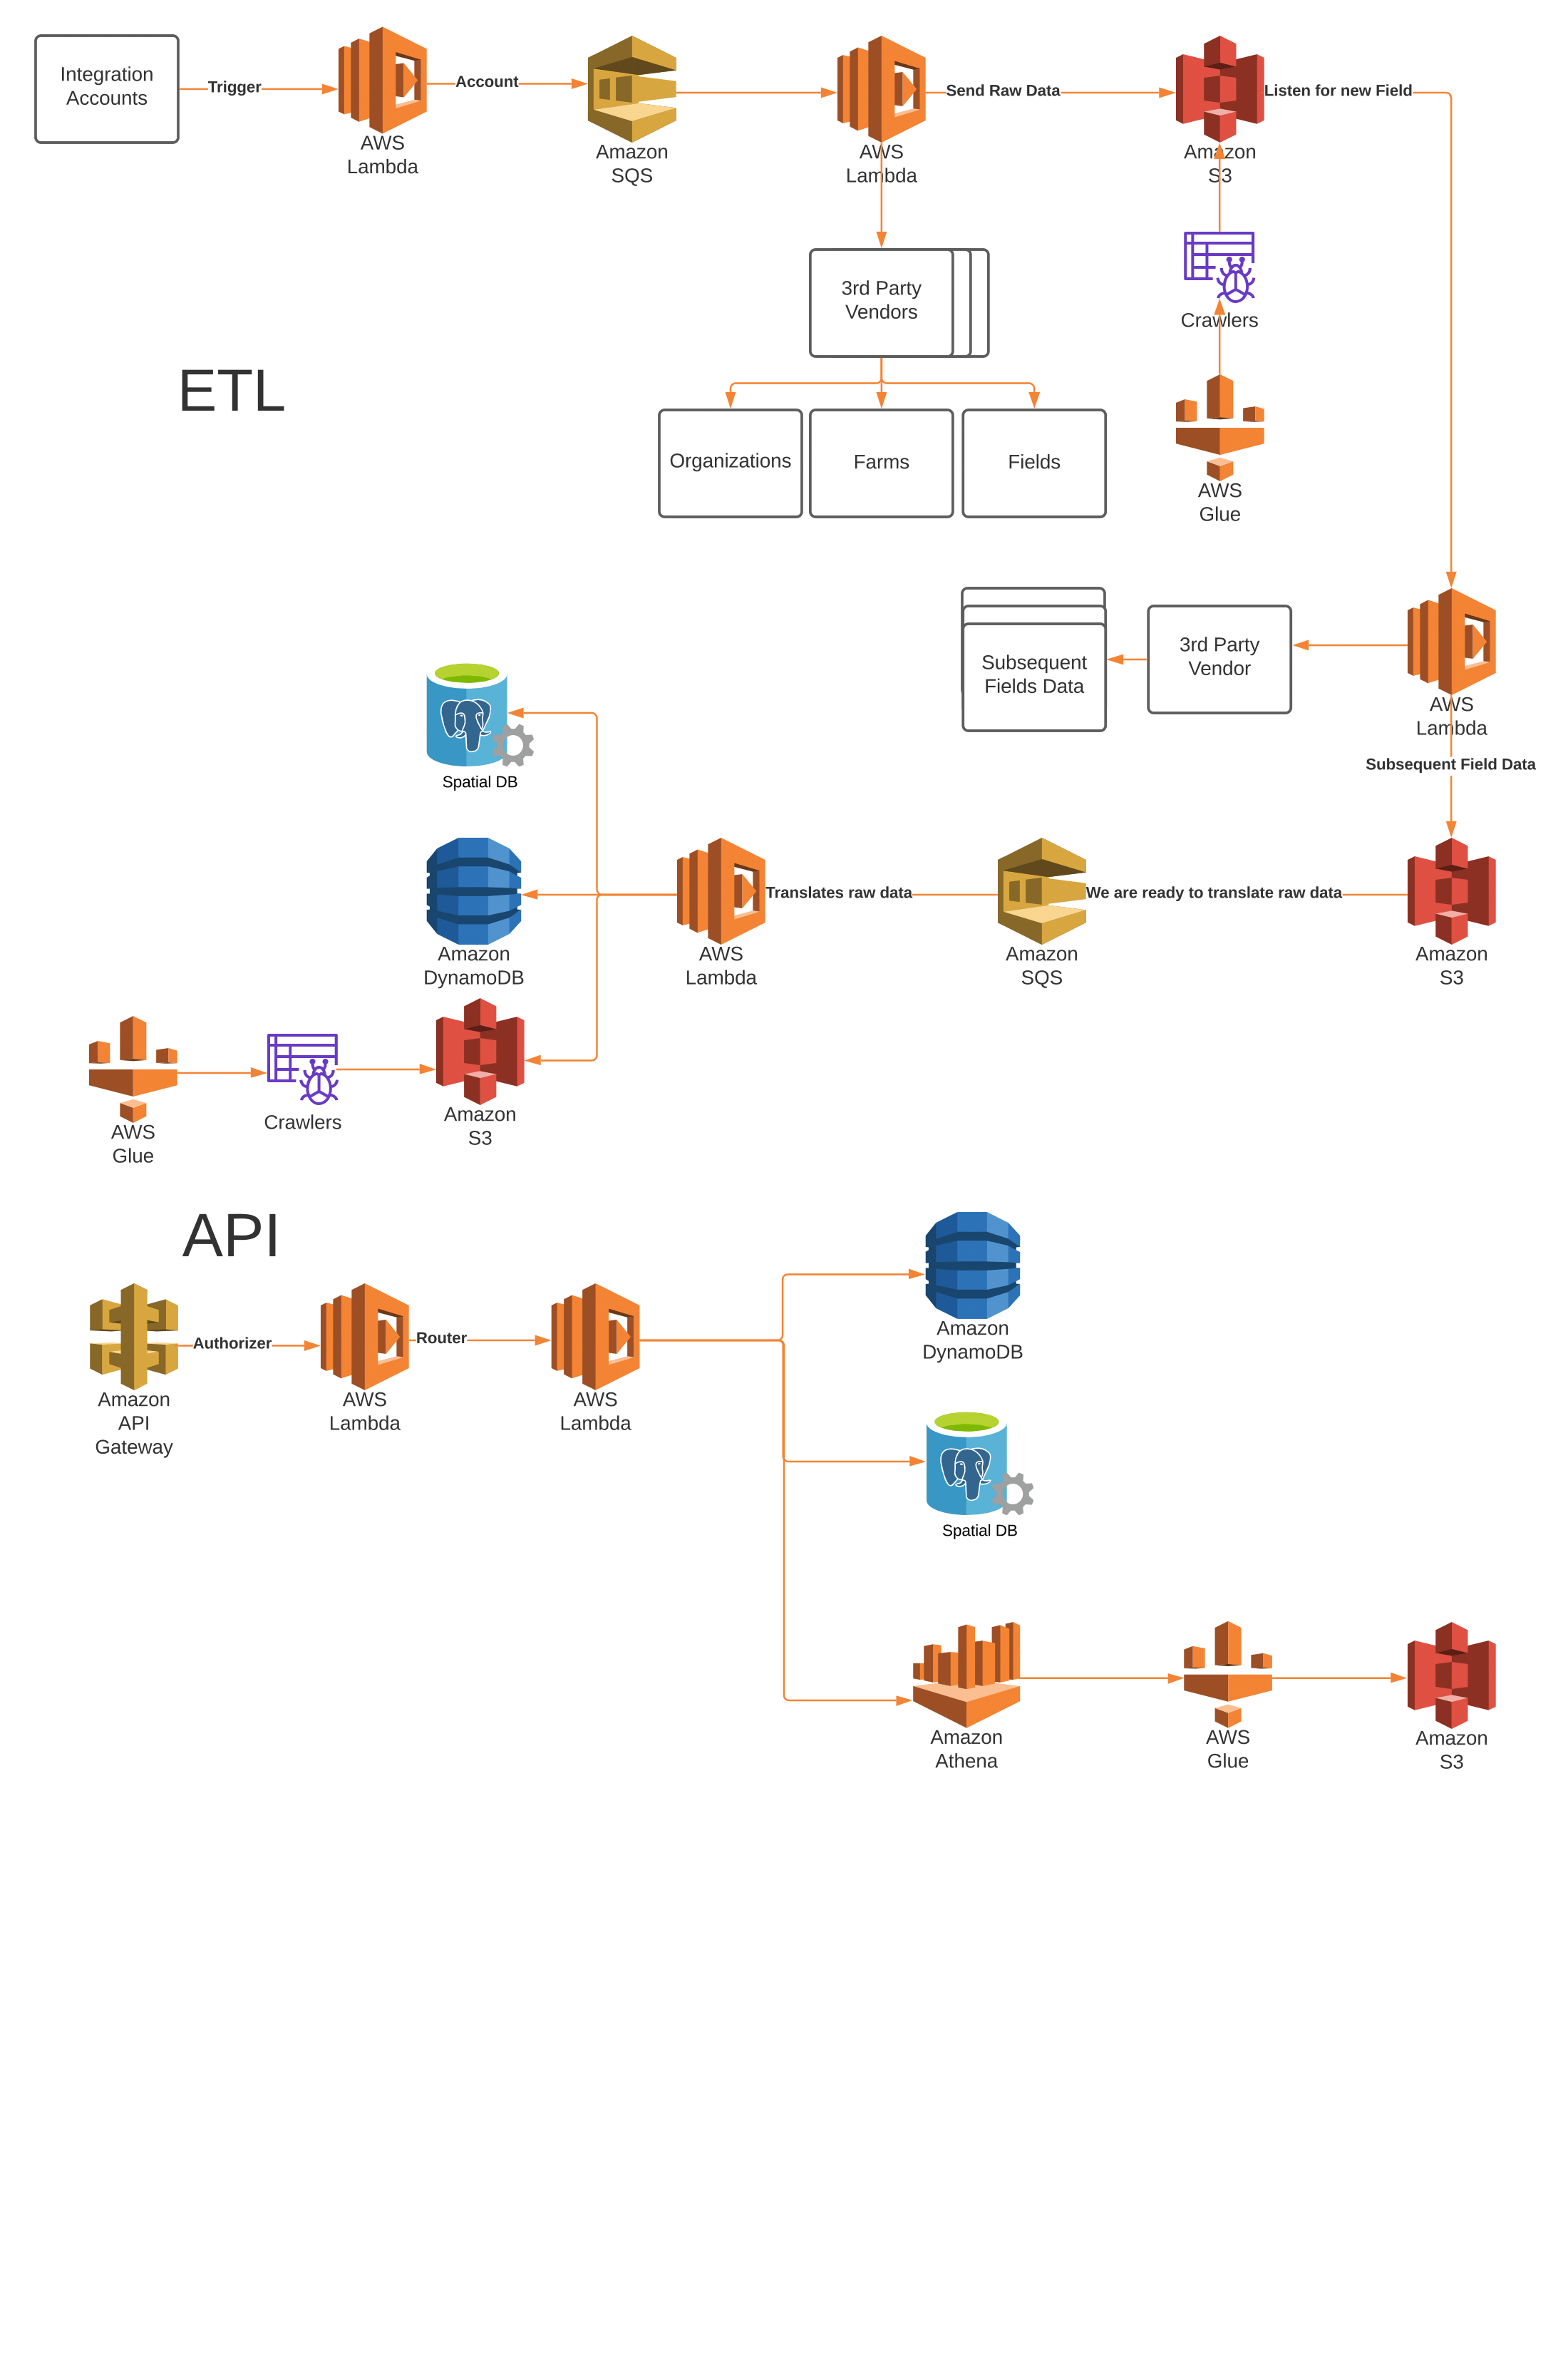 Integration
Accounts
Trigger
AWS
Lambda
Account
Amazon
SQS
AWS
Lambda
Send Raw Data
Amazon
S3
Listen for new Field
3rd Party
Vendors
Crawlers
ETL
Organizations
Farms
Fields
AWS
Glue
Subsequent
Fields Data
3rd Party
Vendor
AWS
Lambda
Subsequent Field Data
Spatial DB
Amazon
DynamoDB
AWS
Lambda
Translates raw data
Amazon
SQS
We are ready to translate raw data
Amazon
S3
AWS
Glue
Crawlers
Amazon
S3
API
Amazon
API
Gateway
Authorizer
AWS
Lambda
Router
AWS
Lambda
Amazon
DynamoDB
Spatial DB
Amazon
Athena
AWS
Glue
Amazon
S3